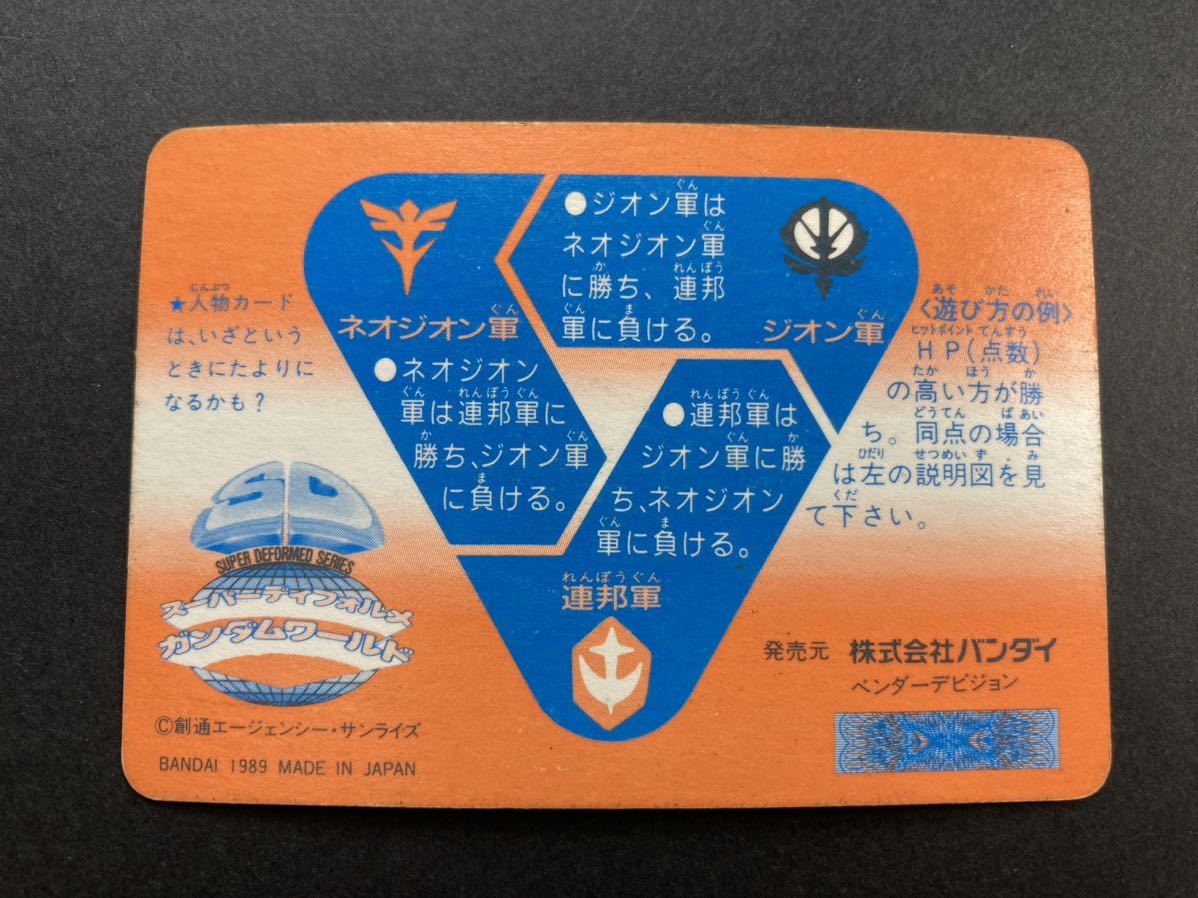 ●ジオン軍は
ネオジオン軍
に勝ち、連邦
軍に負ける。
ネオジオン軍
ジオン軍
●ネオジオン
軍は連邦軍に
勝ち、ジオン軍
に負ける。
●連邦軍は
ジオン軍に勝
ち、ネオジオン
軍に負ける。
連邦軍
★人物カード
は、いざという
ときにたよりに
なるかも?
<遊び方の例>
HP(点数)
の高い方が勝
ち。同点の場合
は左の説明図を見
て下さい。
SUPER DEFORMED SERIES
スーパーディフォルメ
ガンダムワールド
©創通エージェンシー・サンライズ
BANDAI 1989 MADE IN JAPAN
発売元 株式会社バンダイ
ベンダーデビジョン